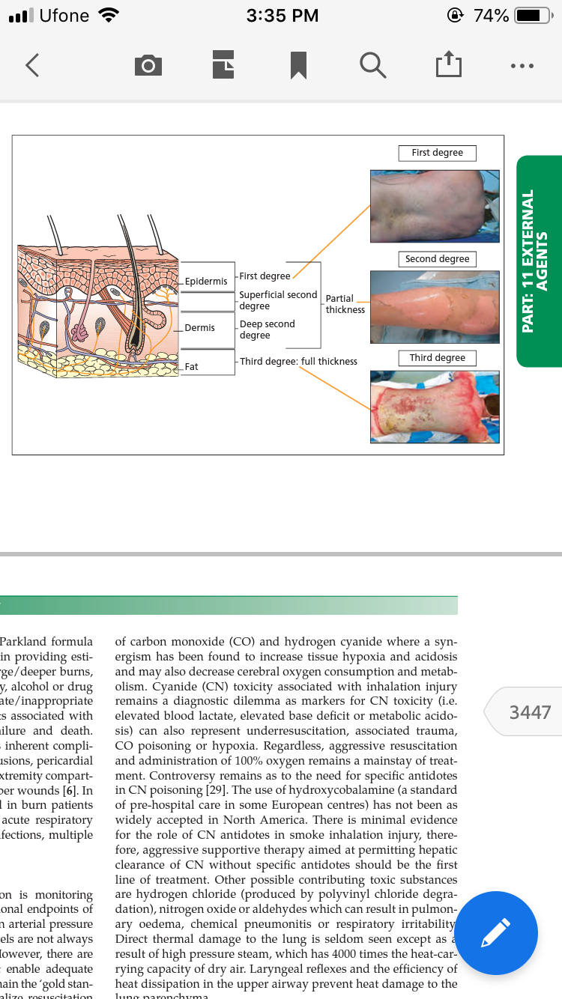 Ufone
3:35 PM
74%
First degree
Second degree
Third degree
Epidermis
Dermis
Fat
First degree
Superficial second
degree
Deep second
degree
Third degree: full thickness
Partial
thickness
PART: 11 EXTERNAL
AGENTS
Parkland formula
in providing esti-
rge/deeper burns,
y, alcohol or drug
ate/inappropriate
s associated with
ailure and death.
inherent compli-
usions, pericardial
xtremity compart-
per wounds [6]. In
l in burn patients
acute respiratory
fections, multiple
on is monitoring
onal endpoints of
n arterial pressure
els are not always
However, there are
enable adequate
nain the 'gold stan-
alize resuscitation
of carbon monoxide (CO) and hydrogen cyanide where a syn-
ergism has been found to increase tissue hypoxia and acidosis
and may also decrease cerebral oxygen consumption and metab-
olism. Cyanide (CN) toxicity associated with inhalation injury
remains a diagnostic dilemma as markers for CN toxicity (i.e.
elevated blood lactate, elevated base deficit or metabolic acido-
sis) can also represent underresuscitation, associated trauma,
CO poisoning or hypoxia. Regardless, aggressive resuscitation
and administration of 100% oxygen remains a mainstay of treat-
ment. Controversy remains as to the need for specific antidotes
in CN poisoning [29]. The use of hydroxycobalamine (a standard
of pre-hospital care in some European centres) has not been as
widely accepted in North America. There is minimal evidence
for the role of CN antidotes in smoke inhalation injury, there-
fore, aggressive supportive therapy aimed at permitting hepatic
clearance of CN without specific antidotes should be the first
line of treatment. Other possible contributing toxic substances
are hydrogen chloride (produced by polyvinyl chloride degra-
dation), nitrogen oxide or aldehydes which can result in pulmon-
ary oedema, chemical pneumonitis or respiratory irritability
Direct thermal damage to the lung is seldom seen except as a
result of high pressure steam, which has 4000 times the heat-car-
rying capacity of dry air. Laryngeal reflexes and the efficiency of
heat dissipation in the upper airway prevent heat damage to the
lung parenchyma
3447